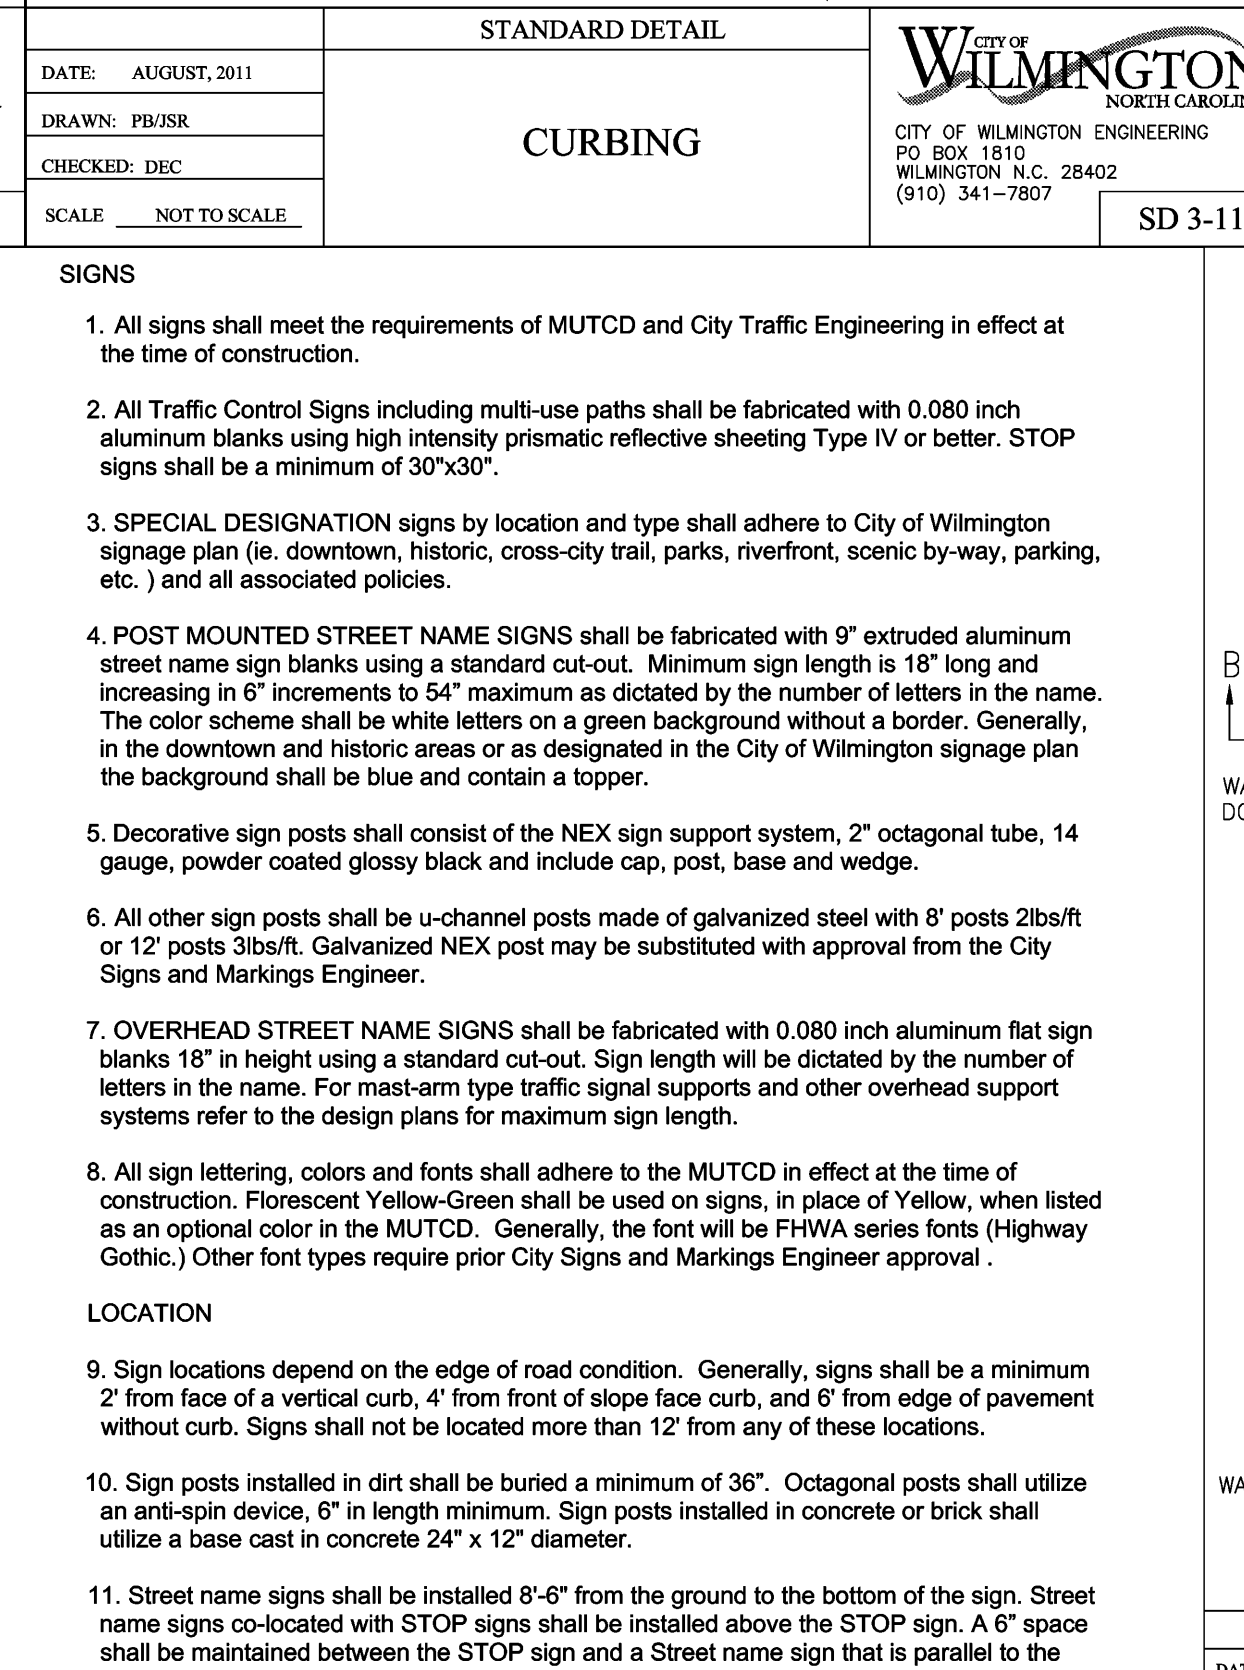 STANDARD DETAIL
DATE: AUGUST, 2011
DRAWN: PB/JSR
CHECKED: DEC
SCALE NOT TO SCALE
CURBING
CITY OF
WILMINGTON
NORTH CAROLIN
CITY OF WILMINGTON ENGINEERING
PO BOX 1810
WILMINGTON N.C. 28402
(910) 341-7807
SD 3-11
SIGNS
1. All signs shall meet the requirements of MUTCD and City Traffic Engineering in effect at
the time of construction.
2. All Traffic Control Signs including multi-use paths shall be fabricated with 0.080 inch
aluminum blanks using high intensity prismatic reflective sheeting Type IV or better. STOP
signs shall be a minimum of 30"x30".
3. SPECIAL DESIGNATION signs by location and type shall adhere to City of Wilmington
signage plan (ie. downtown, historic, cross-city trail, parks, riverfront, scenic by-way, parking,
etc. ) and all associated policies.
4. POST MOUNTED STREET NAME SIGNS shall be fabricated with 9” extruded aluminum
street name sign blanks using a standard cut-out.  Minimum sign length is 18” long and
increasing in 6” increments to 54” maximum as dictated by the number of letters in the name.
The color scheme shall be white letters on a green background without a border. Generally,
in the downtown and historic areas or as designated in the City of Wilmington signage plan
the background shall be blue and contain a topper.
5. Decorative sign posts shall consist of the NEX sign support system, 2" octagonal tube, 14
gauge, powder coated glossy black and include cap, post, base and wedge.
6. All other sign posts shall be u-channel posts made of galvanized steel with 8' posts 2lbs/ft
or 12' posts 3lbs/ft. Galvanized NEX post may be substituted with approval from the City
Signs and Markings Engineer.
7. OVERHEAD STREET NAME SIGNS shall be fabricated with 0.080 inch aluminum flat sign
blanks 18” in height using a standard cut-out. Sign length will be dictated by the number of
letters in the name. For mast-arm type traffic signal supports and other overhead support
systems refer to the design plans for maximum sign length.
8. All sign lettering, colors and fonts shall adhere to the MUTCD in effect at the time of
construction. Florescent Yellow-Green shall be used on signs, in place of Yellow, when listed
as an optional color in the MUTCD.  Generally, the font will be FHWA series fonts (Highway
Gothic.) Other font types require prior City Signs and Markings Engineer approval .
LOCATION
9. Sign locations depend on the edge of road condition.  Generally, signs shall be a minimum
2' from face of a vertical curb, 4' from front of slope face curb, and 6' from edge of pavement
without curb. Signs shall not be located more than 12' from any of these locations.
10. Sign posts installed in dirt shall be buried a minimum of 36”.  Octagonal posts shall utilize
an anti-spin device, 6" in length minimum. Sign posts installed in concrete or brick shall
utilize a base cast in concrete 24" x 12" diameter.
11. Street name signs shall be installed 8'-6" from the ground to the bottom of the sign. Street
name signs co-located with STOP signs shall be installed above the STOP sign. A 6” space
shall be maintained between the STOP sign and a Street name sign that is parallel to the
B